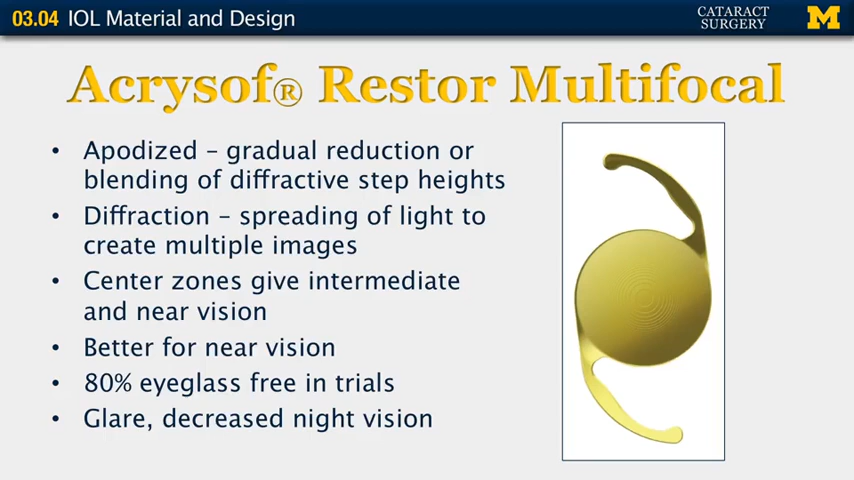 03.04 IOL Material and Design
CATARACT
SURGERY
M
Acrysof® Restor Multifocal
• Apodized – gradual reduction or
blending of diffractive step heights
• Diffraction – spreading of light to
create multiple images
• Center zones give intermediate
and near vision
• Better for near vision
• 80% eyeglass free in trials
• Glare, decreased night vision